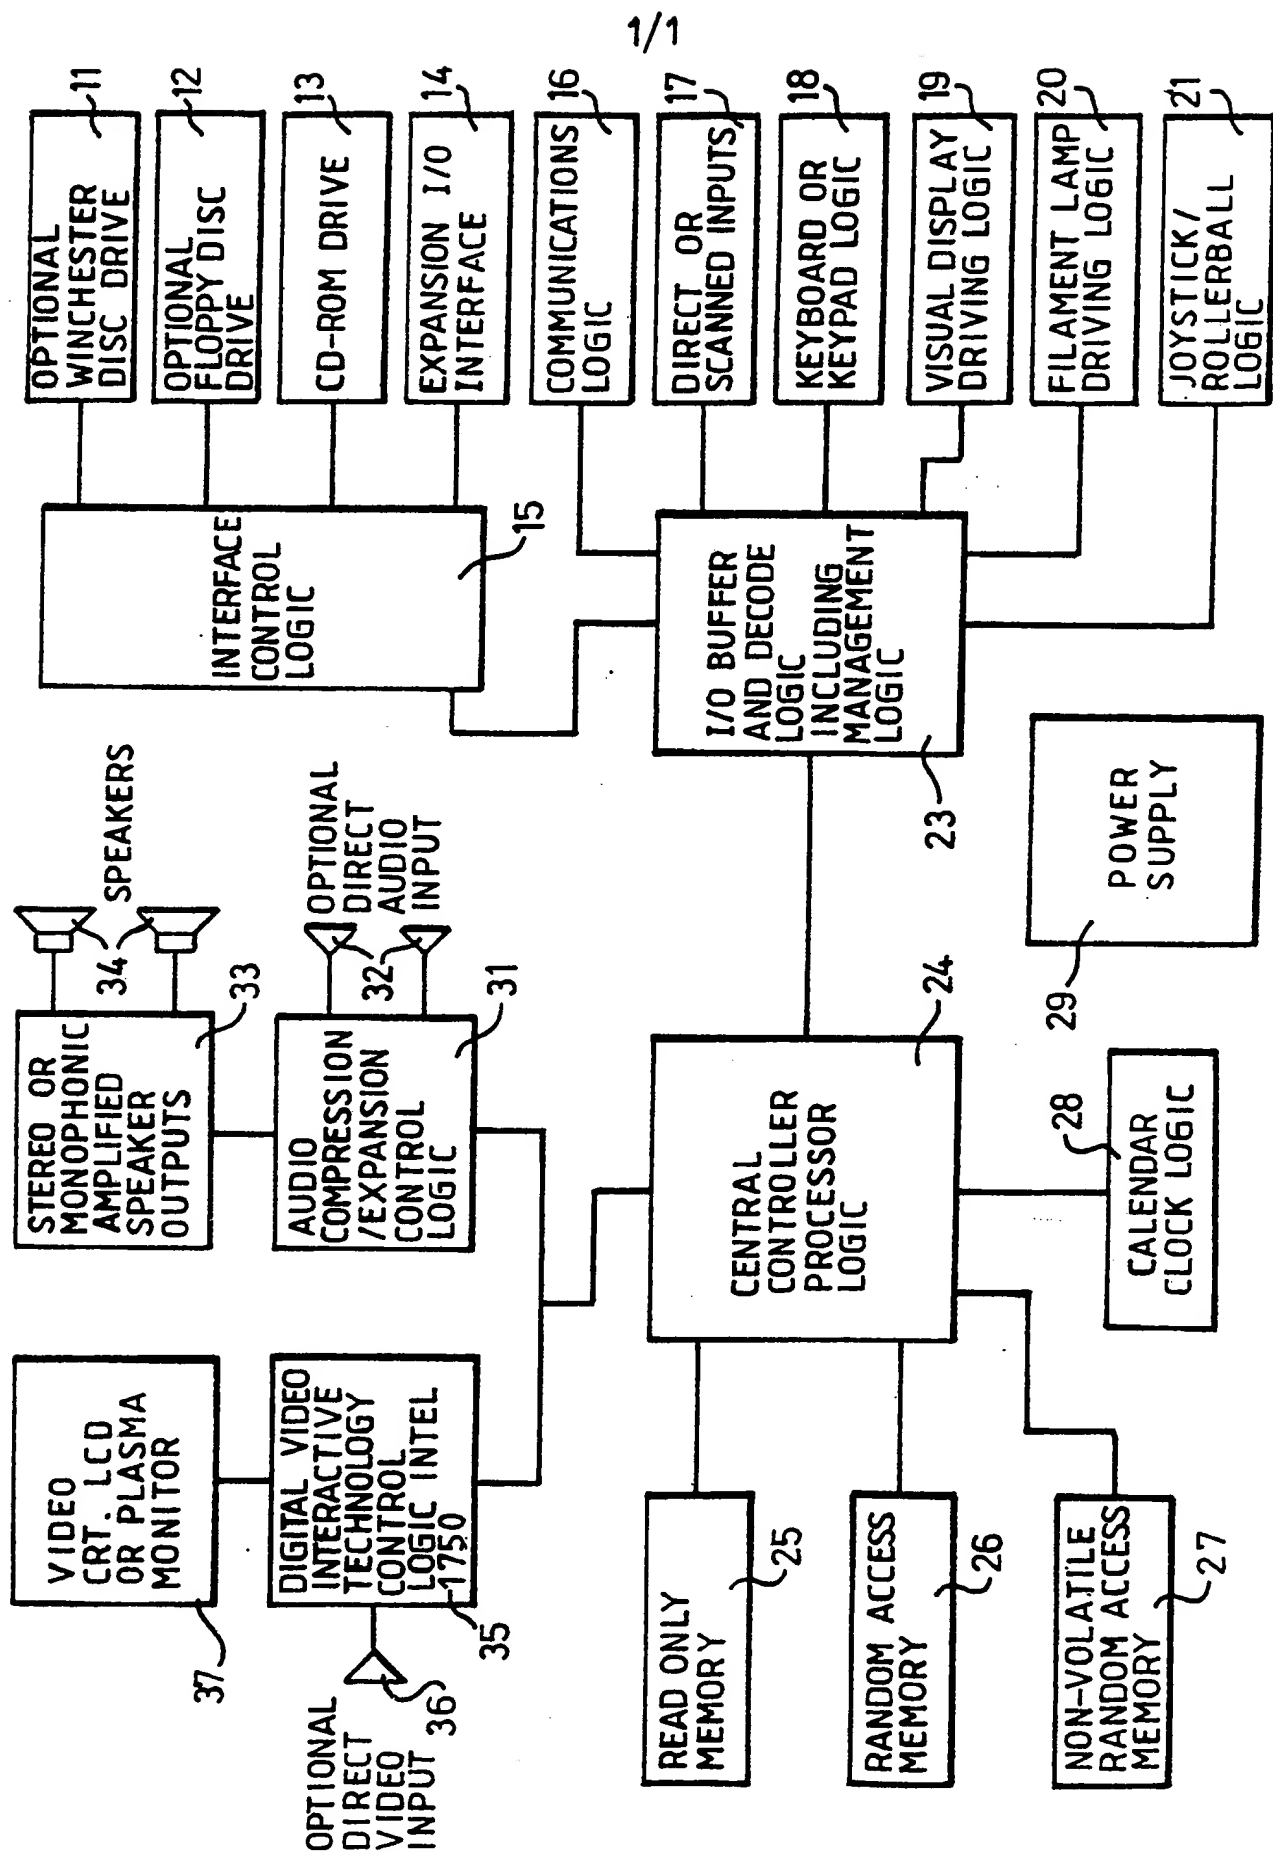 1/1
VIDEO
CRT. LCD
OR PLASMA
MONITOR
37
STEREO OR
MONOPHONIC
AMPLIFIED
SPEAKER
OUTPUTS
33
34
SPEAKERS
DIGITAL VIDEO
INTERACTIVE
TECHNOLOGY
CONTROL
LOGIC INTEL
1750
35
OPTIONAL
DIRECT
VIDEO
INPUT
36
AUDIO
COMPRESSION
/EXPANSION
CONTROL
LOGIC
31
32
OPTIONAL
DIRECT
AUDIO
INPUT
INTERFACE
CONTROL
LOGIC
15
OPTIONAL
WINCHESTER
DISC DRIVE
11
OPTIONAL
FLOPPY DISC
DRIVE
12
CD-ROM DRIVE
13
EXPANSION I/O
INTERFACE
14
COMMUNICATIONS
LOGIC
16
DIRECT OR
SCANNED INPUTS
17
KEYBOARD OR
KEYPAD LOGIC
18
VISUAL DISPLAY
DRIVING LOGIC
19
FILAMENT LAMP
DRIVING LOGIC
20
JOYSTICK/
ROLLERBALL
LOGIC
21
READ ONLY
MEMORY
25
RANDOM ACCESS
MEMORY
26
NON-VOLATILE
RANDOM ACCESS
MEMORY
27
CENTRAL
CONTROLLER
PROCESSOR
LOGIC
24
I/O BUFFER
AND DECODE
LOGIC
INCLUDING
MANAGEMENT
LOGIC
23
CALENDAR
CLOCK LOGIC
28
POWER
SUPPLY
29